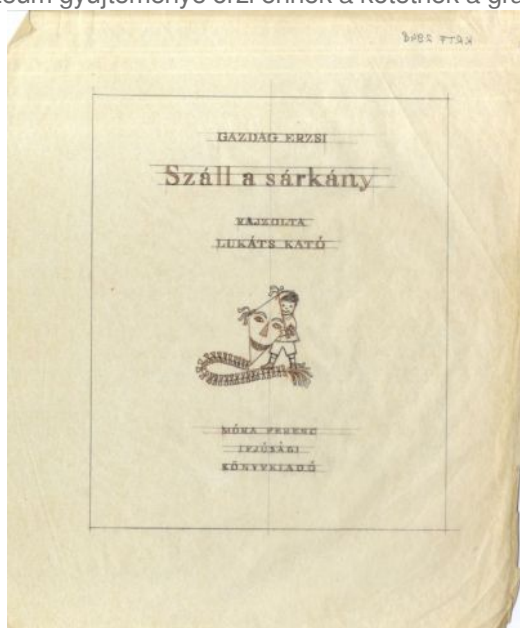 GAZDAG ERZSI
Száll a sárkány
RAJZOLTA
LUKÁTS KATÓ
MÓRA FERENC
IFJÚSÁGI
KÖNYVKIADÓ